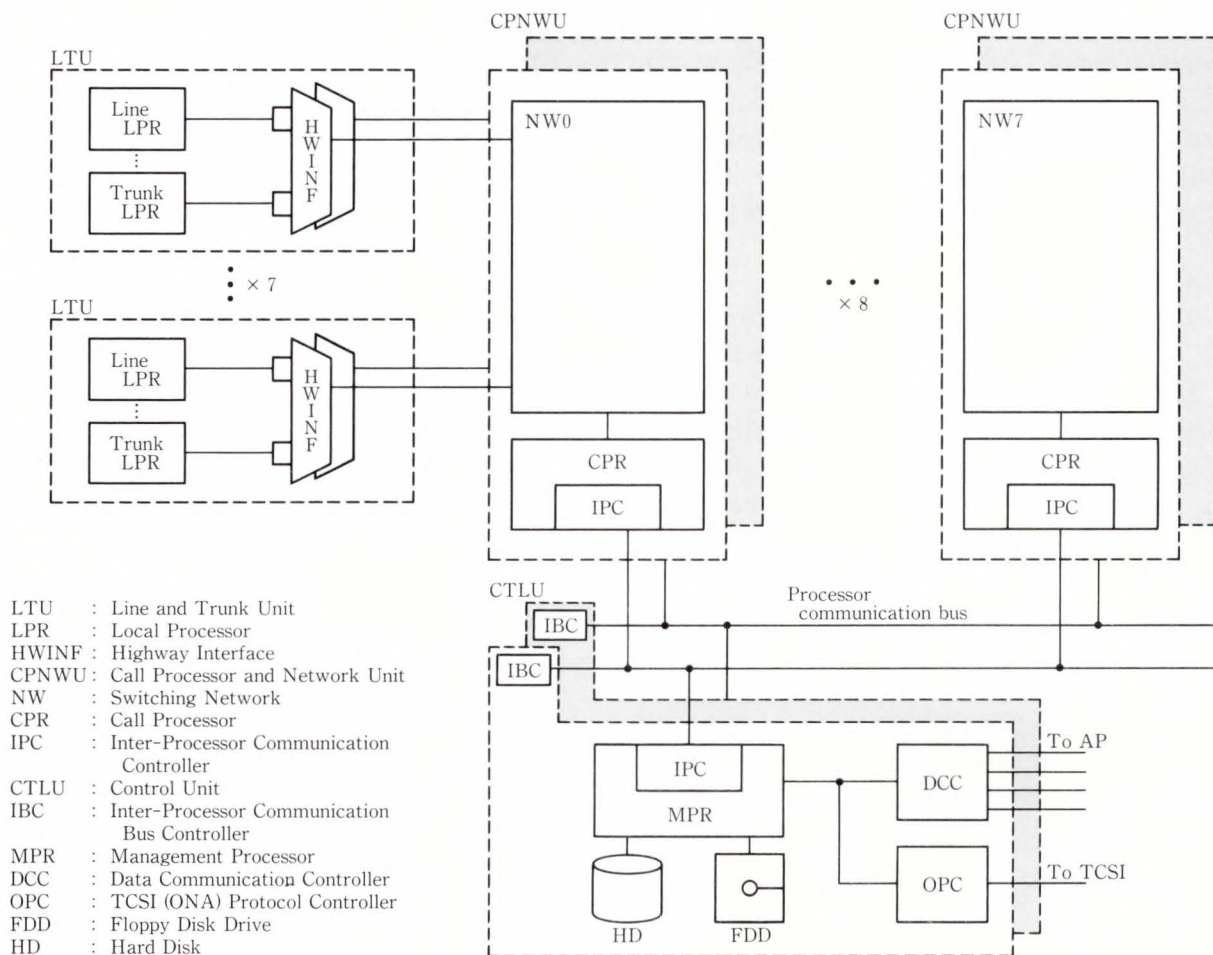 CPNWU
CPNWU
LTU
Line
LPR
Trunk
LPR
HWINF
NW0
NW7
× 7
× 8
LTU
Line
LPR
Trunk
LPR
HWINF
CPR
IPC
CPR
IPC
CTLU
IBC
IBC
Processor
communication bus
IPC
MPR
DCC
To AP
OPC
To TCSI
HD
FDD
LTU : Line and Trunk Unit
LPR : Local Processor
HWINF : Highway Interface
CPNWU : Call Processor and Network Unit
NW : Switching Network
CPR : Call Processor
IPC : Inter-Processor Communication
Controller
CTLU : Control Unit
IBC : Inter-Processor Communication
Bus Controller
MPR : Management Processor
DCC : Data Communication Controller
OPC : TCSI (ONA) Protocol Controller
FDD : Floppy Disk Drive
HD : Hard Disk